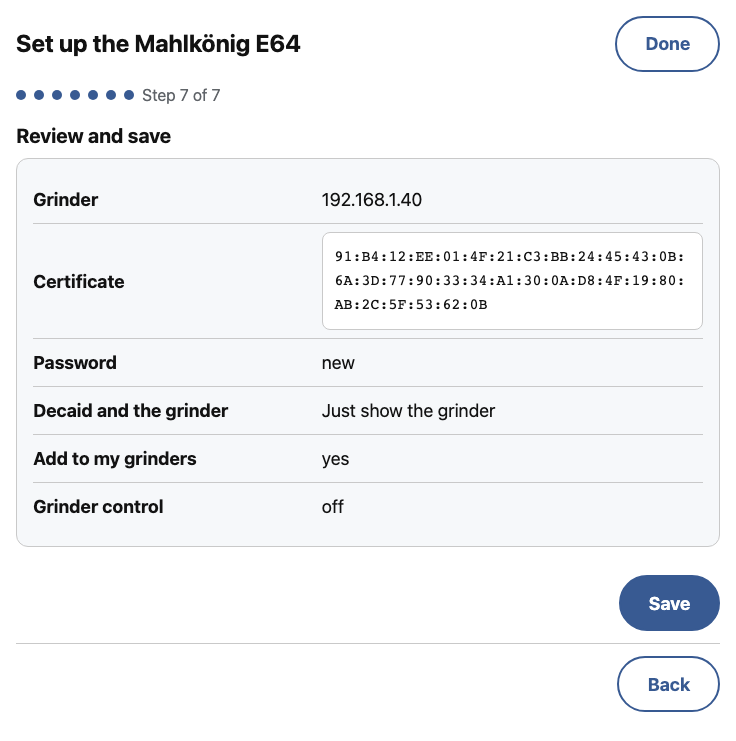 Set up the Mahlkönig E64
Done
Step 7 of 7
Review and save
Grinder 192.168.1.40
Certificate
91:B4:12:EE:01:4F:21:C3:BB:24:45:43:0B:
6A:3D:77:90:33:34:A1:30:0A:D8:4F:19:80:
AB:2C:5F:53:62:0B
Password new
Decaid and the grinder Just show the grinder
Add to my grinders yes
Grinder control off
Save
Back